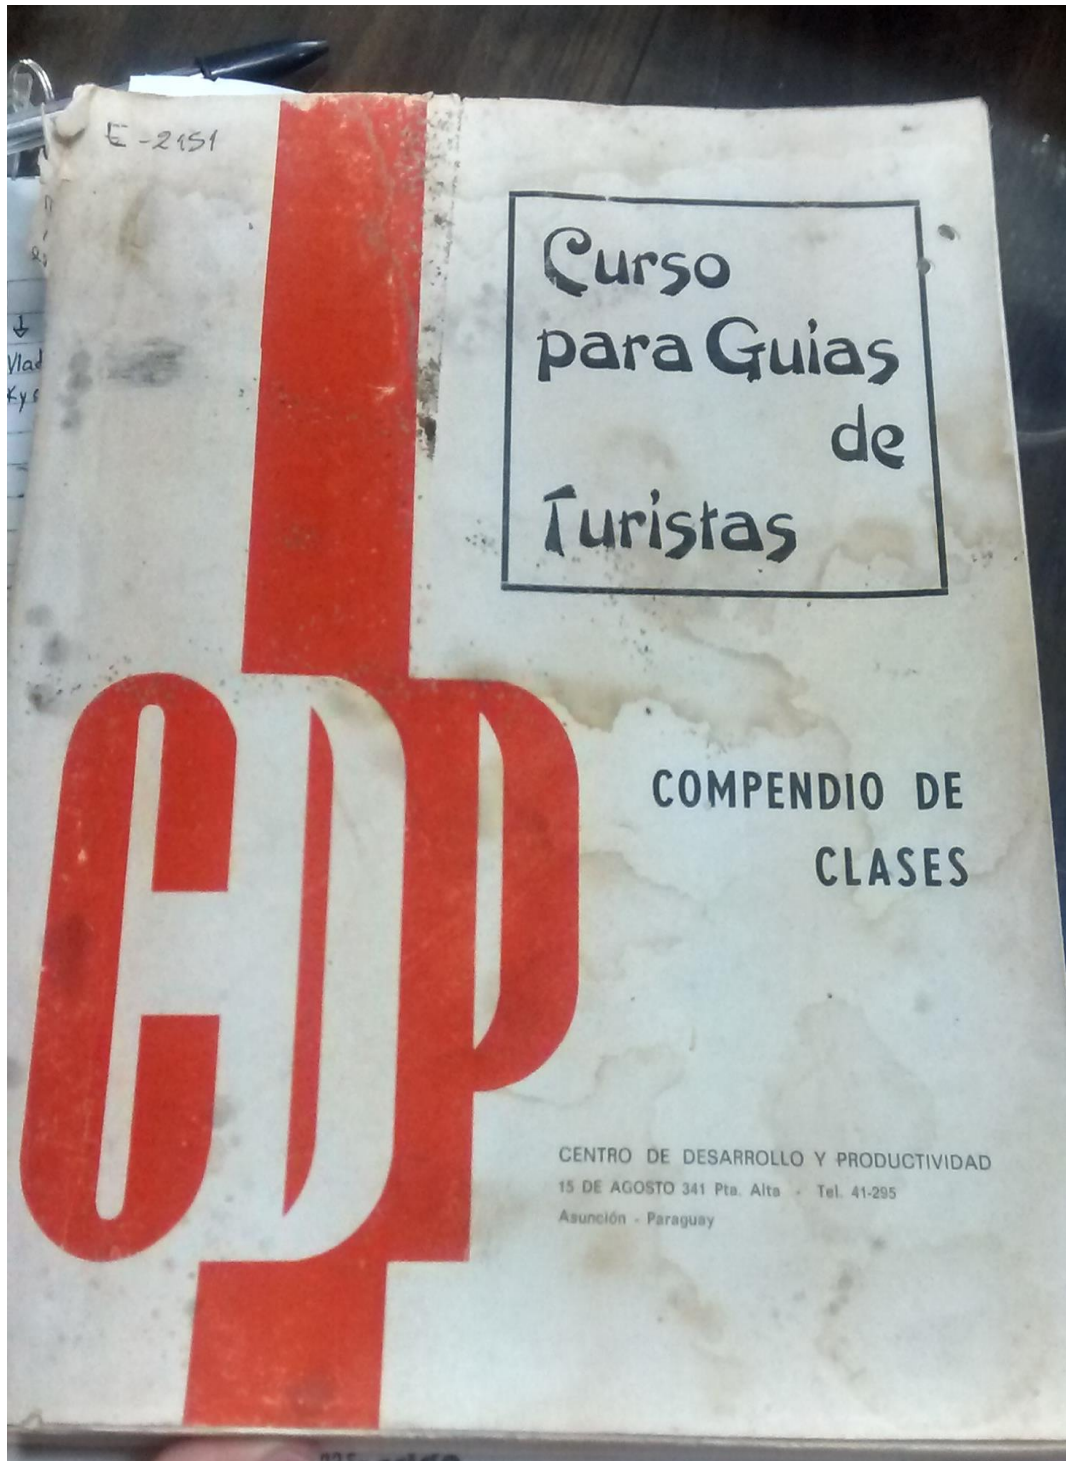 E-2151
Curso
para Guias
de
Turistas
CDP
COMPENDIO DE
CLASES
CENTRO DE DESARROLLO Y PRODUCTIVIDAD
15 DE AGOSTO 341 Pta. Alta - Tel. 41-295
Asunción - Paraguay
Vlad